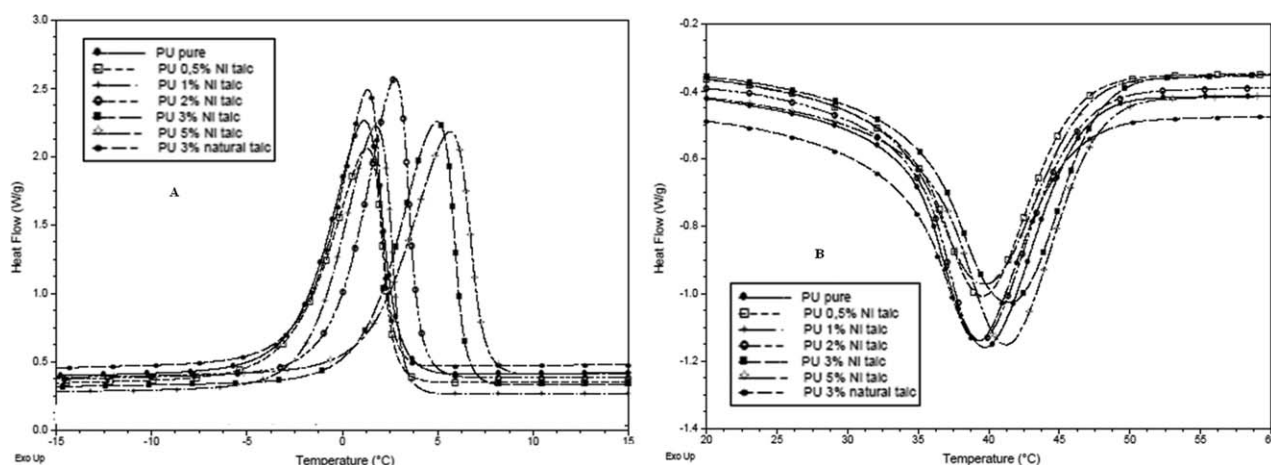 3.0
2.5
2.0
1.5
1.0
0.5
0.0
Heat Flow (W/g)
PU pure
PU 0,5% NI talc
PU 1% NI talc
PU 2% NI talc
PU 3% NI talc
PU 5% NI talc
PU 3% natural talc
A
-15
-10
-5
0
5
10
15
Exo Up
Temperature (°C)
-0.2
-0.4
-0.6
-0.8
-1.0
-1.2
-1.4
Heat Flow (W/g)
B
PU pure
PU 0,5% NI talc
PU 1% NI talc
PU 2% NI talc
PU 3% NI talc
PU 5% NI talc
PU 3% natural talc
20
25
30
35
40
45
50
55
Exo Up
Temperature (°C)